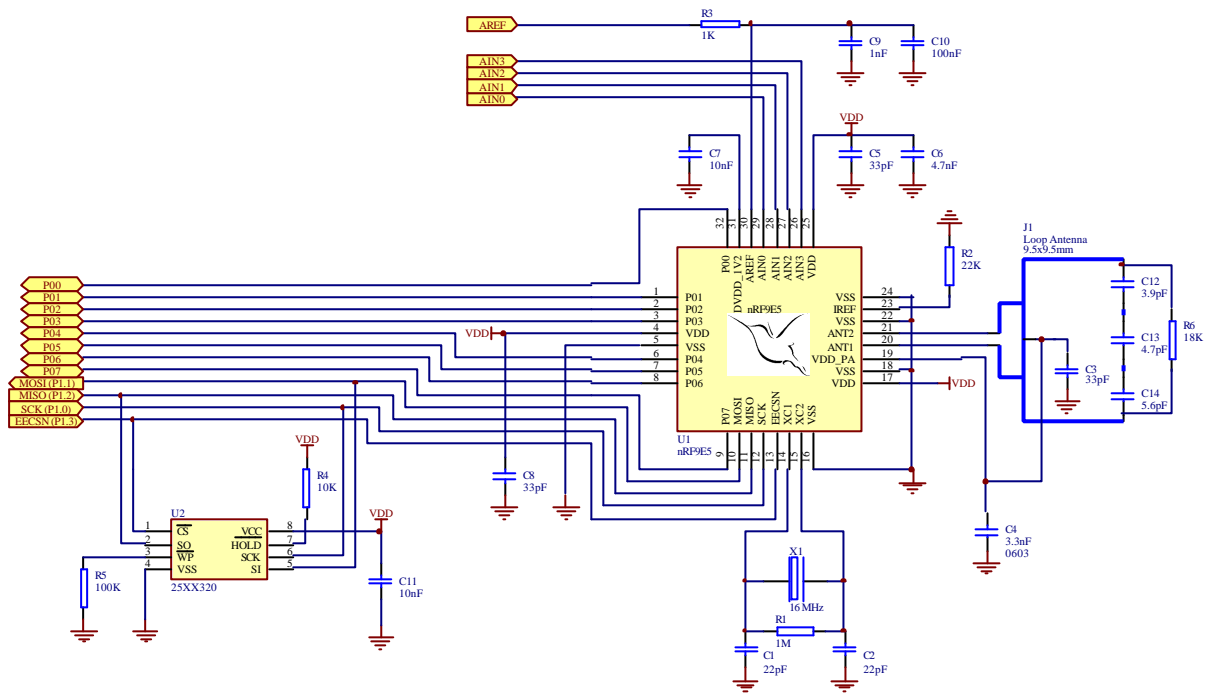 AREF
R3
1K
C9
1nF
C10
100nF
AIN3
AIN2
AIN1
AIN0
VDD
C7
10nF
C5
33pF
C6
4.7nF
32
31
30
29
28
27
26
25
P00
DVDD_1V2
AREF
AIN0
AIN1
AIN2
AIN3
VDD
R2
22K
J1
Loop Antenna
9.5x9.5mm
C12
3.9pF
C13
4.7pF
C14
5.6pF
R6
18K
C3
33pF
P00
P01
P02
P03
P04
P05
P06
P07
MOSI (P1.1)
MISO (P1.2)
SCK (P1.0)
EECSN (P1.3)
VDD
1 P01
2 P02
3 P03
4 VDD
5 VSS
6 P04
7 P05
8 P06
nRF9E5
VSS 24
IREF 23
VSS 22
ANT2 21
ANT1 20
VDD_PA 19
VSS 18
VDD 17
VDD
P07
MOSI
MISO
SCK
EECSN
XC1
XC2
VSS
9
10
11
12
13
14
15
16
U1
nRF9E5
C8
33pF
VDD
R4
10K
VDD
U2
1 CS
2 SO
3 WP
4 VSS
VCC 8
HOLD 7
SCK 6
SI 5
25XX320
R5
100K
C11
10nF
C4
3.3nF
0603
X1
16 MHz
R1
1M
C1
22pF
C2
22pF